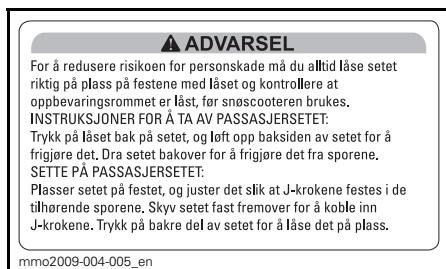 ADVARSEL
For å redusere risikoen for personskade må du alltid låse setet
riktig på plass på festene med låset og kontrollere at
oppbevaringsrommet er låst, før snøscooteren brukes.
INSTRUKSJONER FOR Å TA AV PASSASJERSETET:
Trykk på låset bak på setet, og løft opp baksiden av setet for å
frigjøre det. Dra setet bakover for å frigjøre det fra sporene.
SETTE PÅ PASSASJERSETET:
Plasser setet på festet, og juster det slik at J-krokene festes i de
tilhørende sporene. Skyv setet fast fremover for å koble inn
J-krokene. Trykk på bakre del av setet for å låse det på plass.
mmo2009-004-005_en